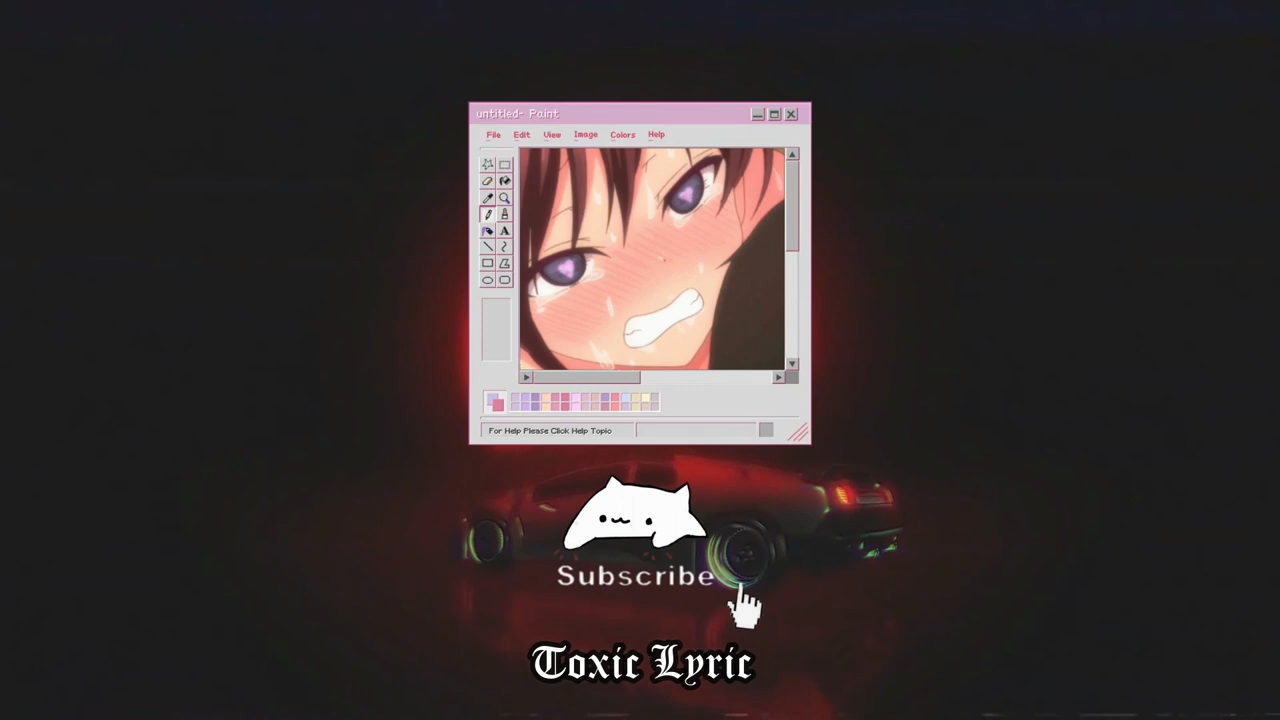 untitled- Paint
File Edit View Image Colors Help
A
For Help Please Click Help Topic
Subscribe
Toxic Lyric